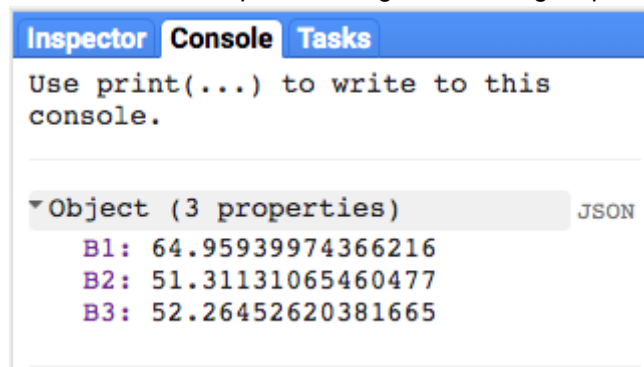 Inspector Console Tasks
Use print(...) to write to this
console.
Object (3 properties) JSON
B1: 64.95939974366216
B2: 51.31131065460477
B3: 52.26452620381665